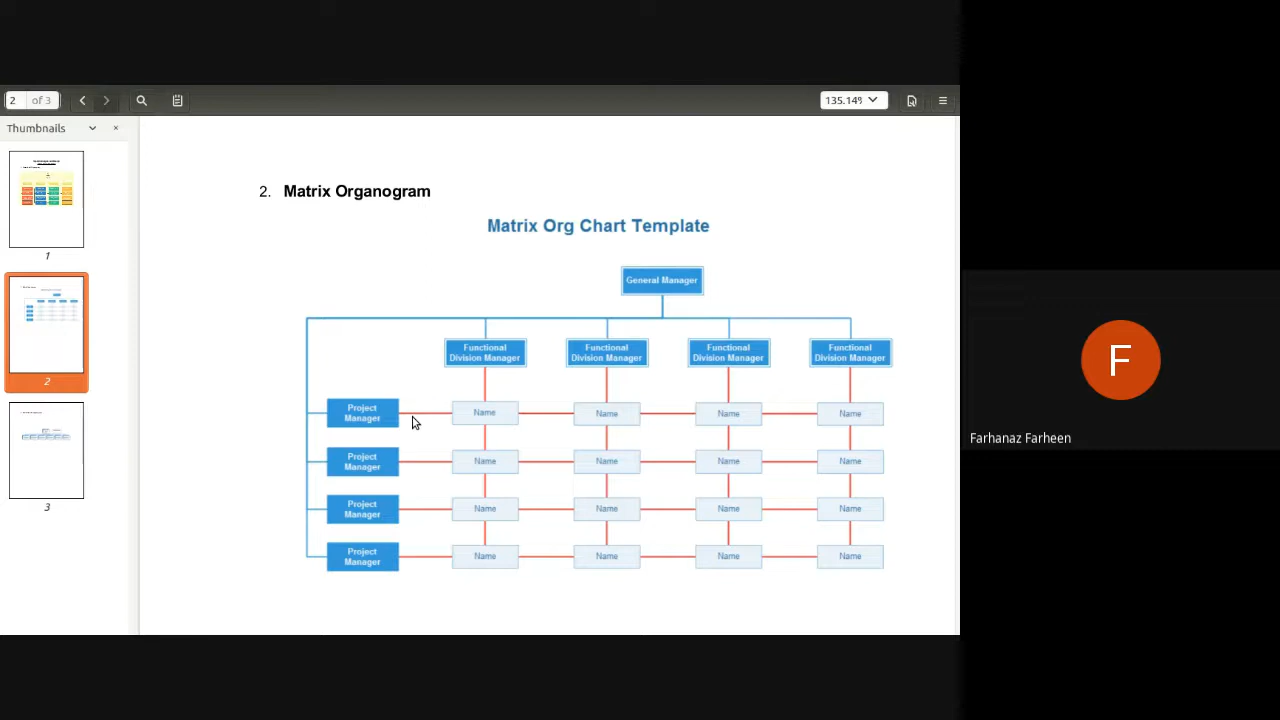 2 of 3
135.149
Thumbnails
1
2
3
2. Matrix Organogram
Matrix Org Chart Template
General Manager
Functional Division Manager
Functional Division Manager
Functional Division Manager
Functional Division Manager
Project Manager
Name
Name
Name
Name
Project Manager
Name
Name
Name
Name
Project Manager
Name
Name
Name
Name
Project Manager
Name
Name
Name
Name
F
Farhanaz Farheen